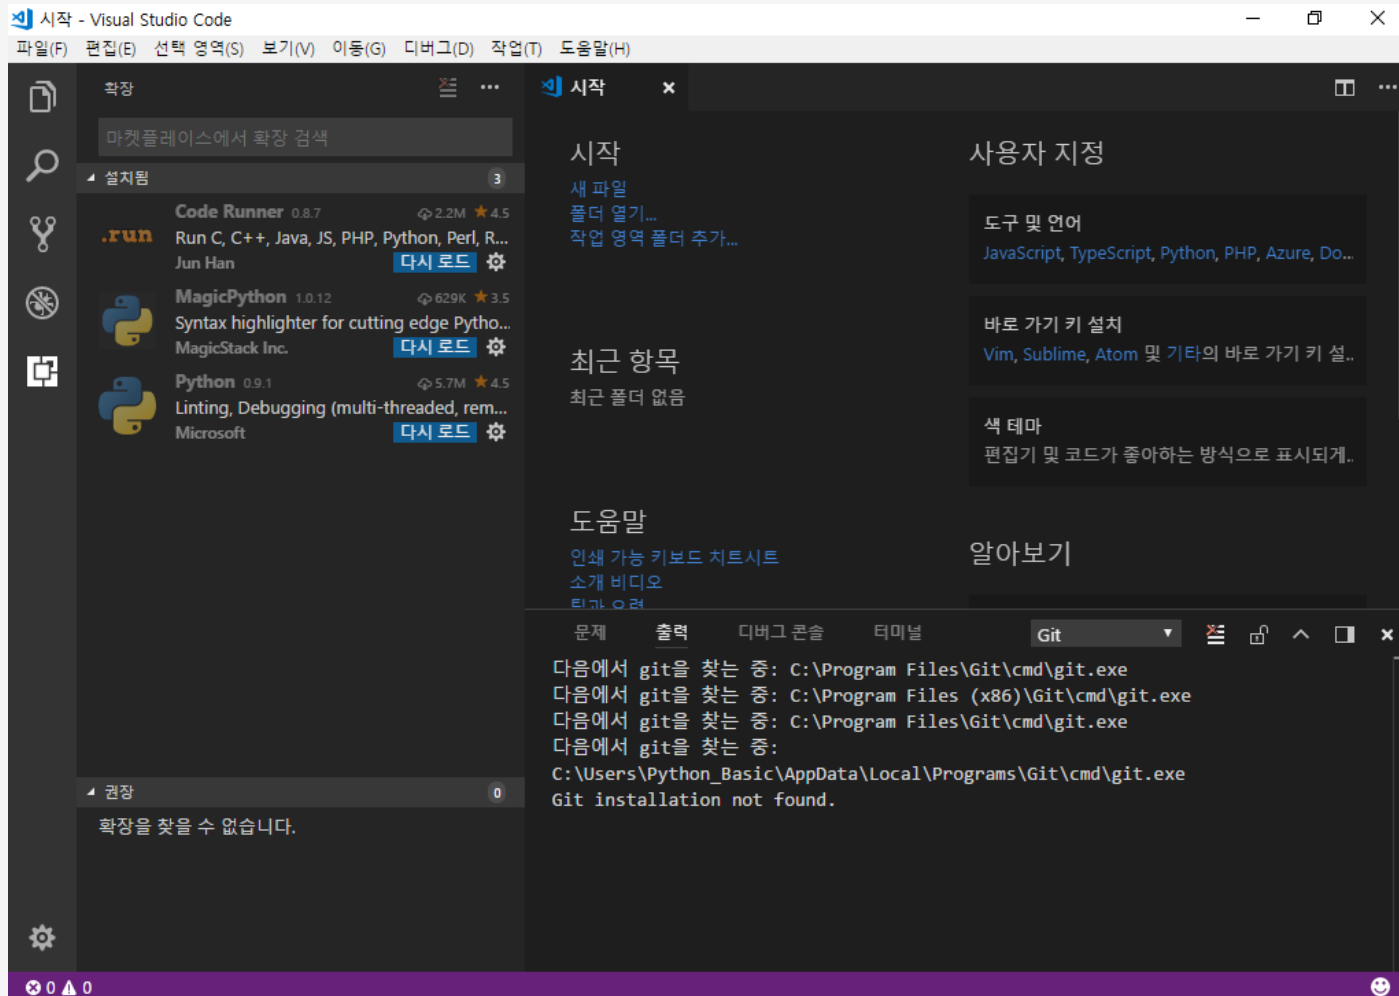 시작 - Visual Studio Code
파일(F) 편집(E) 선택 영역(S) 보기(V) 이동(G) 디버그(D) 작업(T) 도움말(H)
확장
마켓플레이스에서 확장 검색
설치됨 3
Code Runner 0.8.7 2.2M 4.5
.run
Run C, C++, Java, JS, PHP, Python, Perl, R...
Jun Han 다시 로드
MagicPython 1.0.12 629K 3.5
Syntax highlighter for cutting edge Pytho...
MagicStack Inc. 다시 로드
Python 0.9.1 5.7M 4.5
Linting, Debugging (multi-threaded, rem...
Microsoft 다시 로드
권장 0
확장을 찾을 수 없습니다.
시작
시작
새 파일
폴더 열기...
작업 영역 폴더 추가...
최근 항목
최근 폴더 없음
도움말
인쇄 가능 키보드 치트시트
소개 비디오
팁과 요령
사용자 지정
도구 및 언어
JavaScript, TypeScript, Python, PHP, Azure, Do...
바로 가기 키 설치
Vim, Sublime, Atom 및 기타의 바로 가기 키 설..
색 테마
편집기 및 코드가 좋아하는 방식으로 표시되게..
알아보기
문제 출력 디버그 콘솔 터미널 Git
다음에서 git을 찾는 중: C:\Program Files\Git\cmd\git.exe
다음에서 git을 찾는 중: C:\Program Files (x86)\Git\cmd\git.exe
다음에서 git을 찾는 중: C:\Program Files\Git\cmd\git.exe
다음에서 git을 찾는 중:
C:\Users\Python_Basic\AppData\Local\Programs\Git\cmd\git.exe
Git installation not found.
0 0